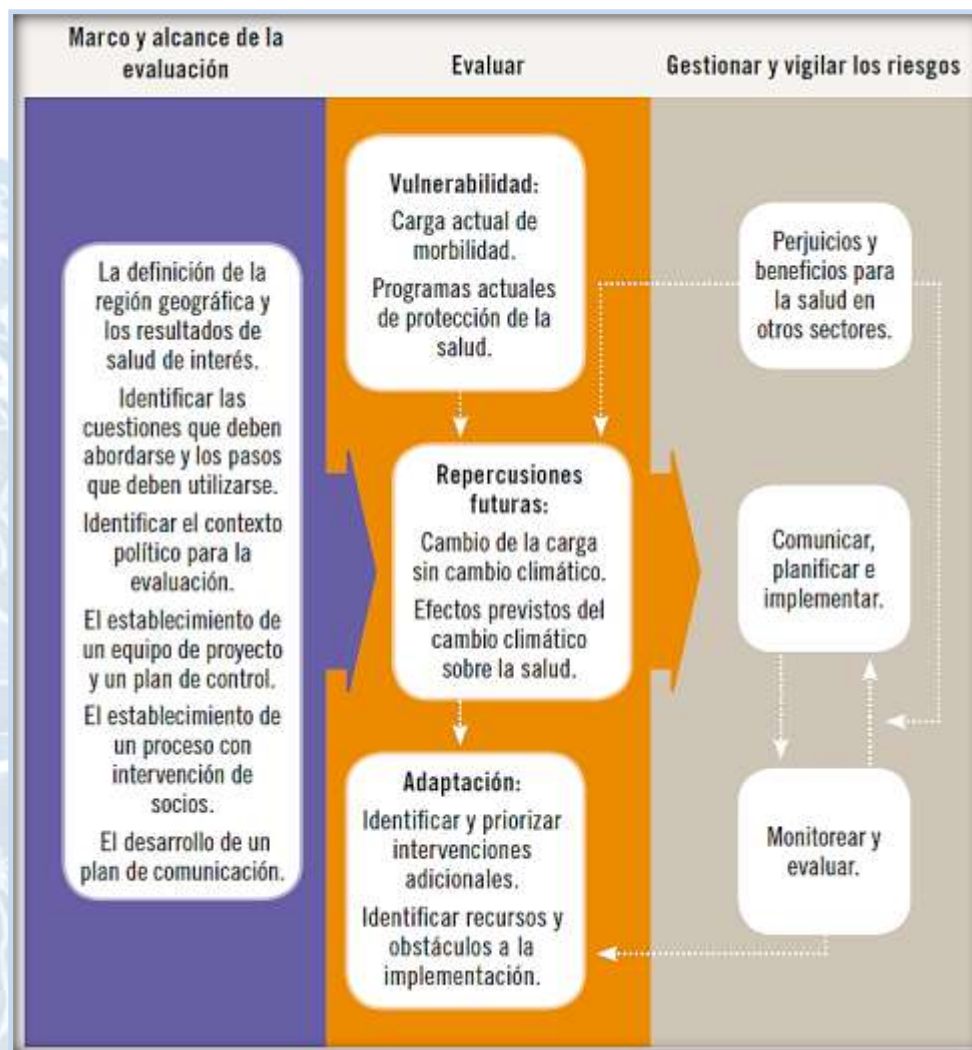 Marco y alcance de la
evaluación
Evaluar
Gestionar y vigilar los riesgos
La definición de la
región geográfica y
los resultados de
salud de interés.
Identificar las
cuestiones que deben
abordarse y los pasos
que deben utilizarse.
Identificar el contexto
político para la
evaluación.
El establecimiento de
un equipo de proyecto
y un plan de control.
El establecimiento de
un proceso con
intervención de
socios.
El desarrollo de un
plan de comunicación.
Vulnerabilidad:
Carga actual de
morbilidad.
Programas actuales
de protección de la
salud.
Repercusiones
futuras:
Cambio de la carga
sin cambio climático.
Efectos previstos del
cambio climático
sobre la salud.
Adaptación:
Identificar y priorizar
intervenciones
adicionales.
Identificar recursos y
obstáculos a la
implementación.
Perjuicios y
beneficios para
la salud en
otros sectores.
Comunicar,
planificar e
implementar.
Monitorear y
evaluar.